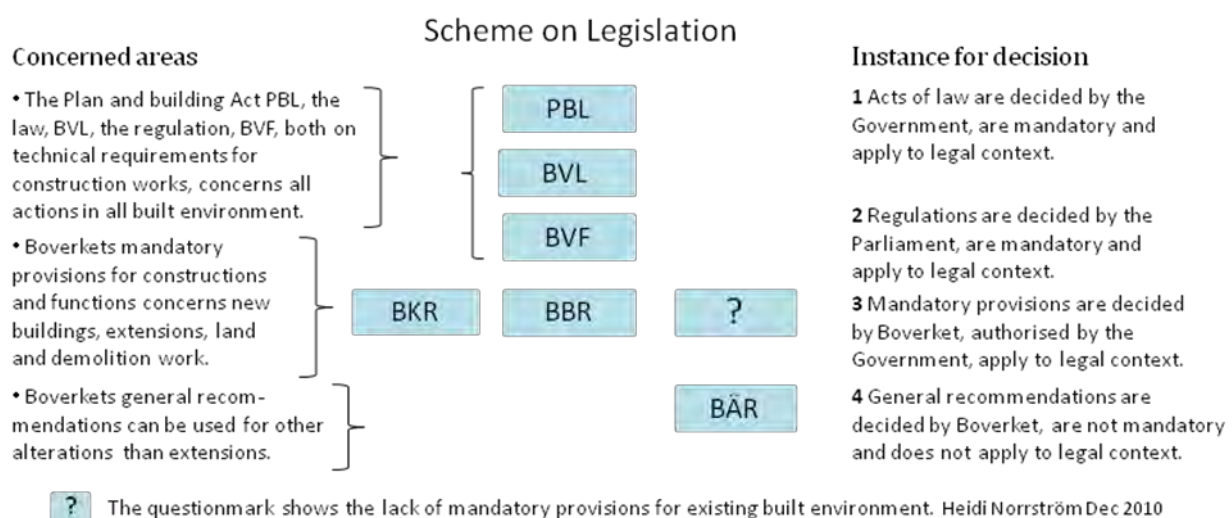 Scheme on Legislation
Concerned areas
• The Plan and building Act PBL, the
law, BVL, the regulation, BVF, both on
technical requirements for
construction works, concerns all
actions in all built environment.
• Boverkets mandatory
provisions for constructions
and functions concerns new
buildings, extensions, land
and demolition work.
• Boverkets general recom-
mendations can be used for other
alterations than extensions.
PBL
BVL
BVF
BKR
BBR
?
BÄR
Instance for decision
1 Acts of law are decided by the
Government, are mandatory and
apply to legal context.
2 Regulations are decided by the
Parliament, are mandatory and
apply to legal context.
3 Mandatory provisions are decided
by Boverket, authorised by the
Government, apply to legal context.
4 General recommendations are
decided by Boverket, are not mandatory
and does not apply to legal context.
? The questionmark shows the lack of mandatory provisions for existing built environment. Heidi Norrström Dec 2010